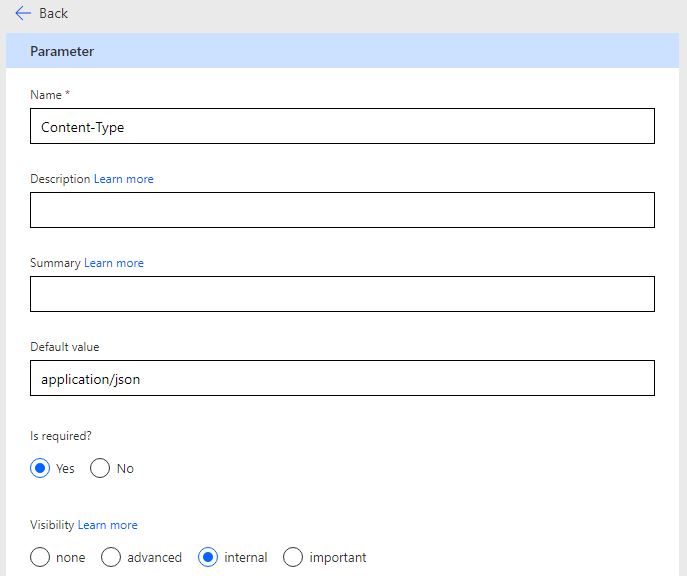 Back
Parameter
Name *
Content-Type
Description Learn more
Summary Learn more
Default value
application/json
Is required?
Yes No
Visibility Learn more
none advanced internal important